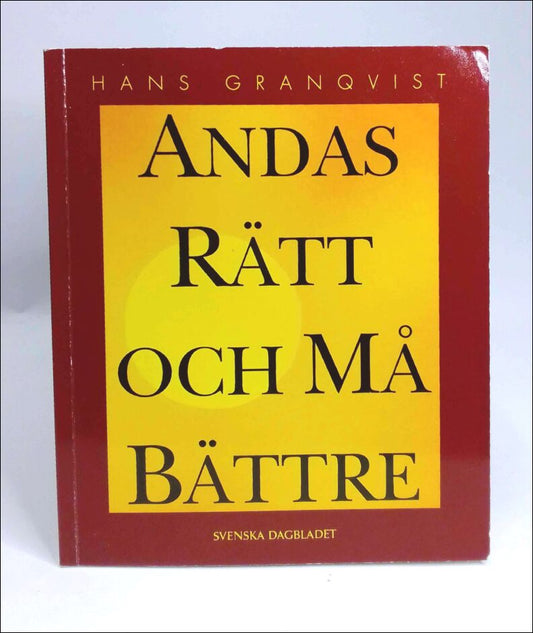 HANS GRANQVIST
ANDAS
RÄTT
OCH MÅ
BÄTTRE
SVENSKA DAGBLADET